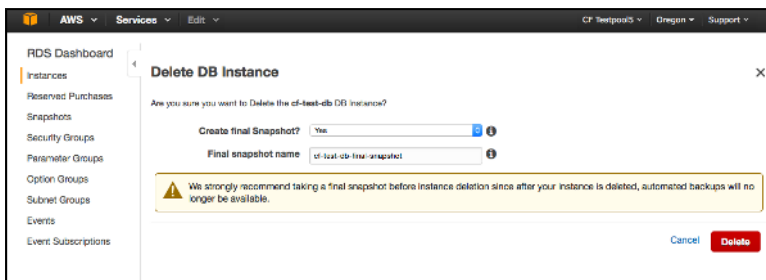 AWS Services Edit CF Testpool5 Oregon Support
RDS Dashboard
Instances
Reserved Purchases
Snapshots
Security Groups
Parameter Groups
Option Groups
Subnet Groups
Events
Event Subscriptions
Delete DB Instance
Are you sure you want to Delete the cf-test-db DB Instance?
Create final Snapshot? Yes
Final snapshot name cf-test-db-final-snapshot
We strongly recommend taking a final snapshot before instance deletion since after your instance is deleted, automated backups will no
longer be available.
Cancel Delete